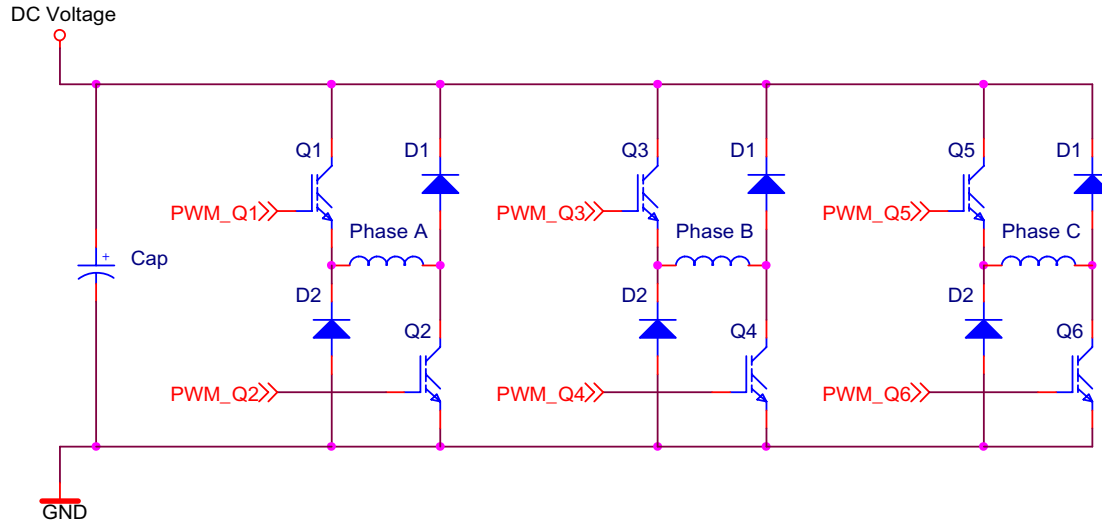 DC Voltage
Q1
D1
Q3
D1
Q5
D1
PWM_Q1
PWM_Q3
PWM_Q5
Phase A
Phase B
Phase C
+
Cap
D2
D2
D2
Q2
Q4
Q6
PWM_Q2
PWM_Q4
PWM_Q6
GND